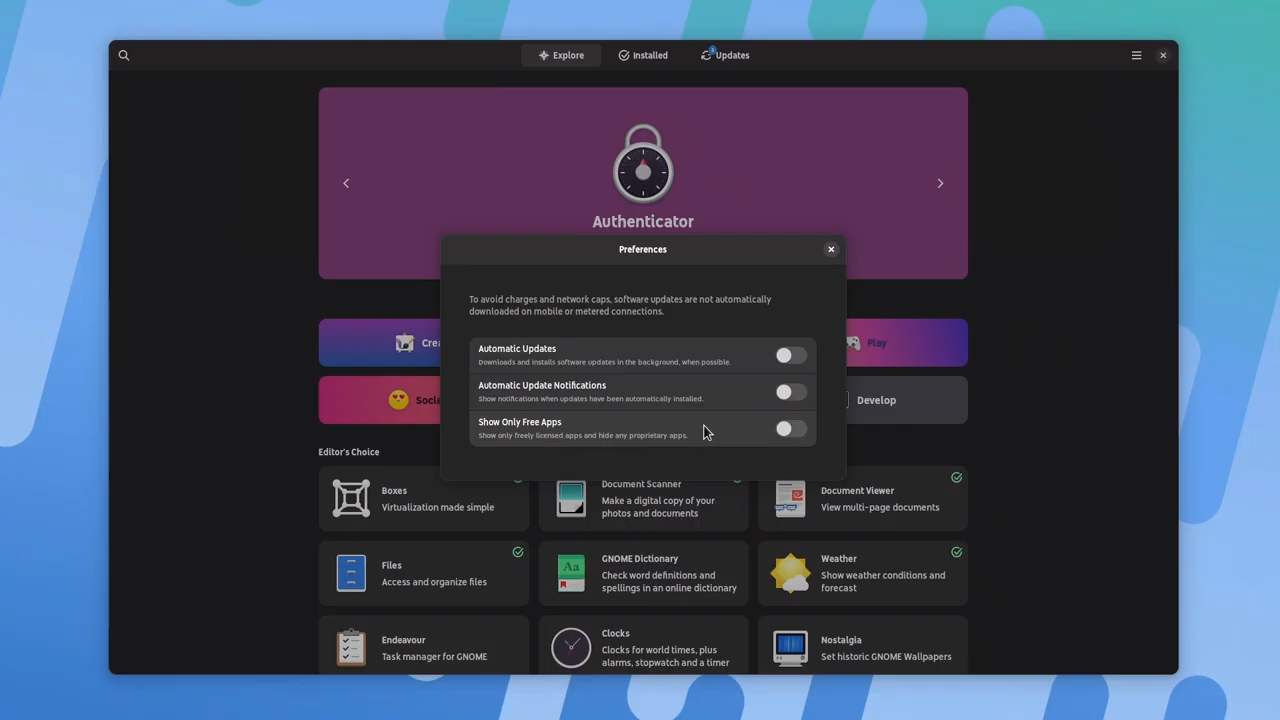 Explore
Installed
Updates
Authenticator
Preferences
To avoid charges and network caps, software updates are not automatically
downloaded on mobile or metered connections.
Automatic Updates
Downloads and installs software updates in the background, when possible.
Automatic Update Notifications
Show notifications when updates have been automatically installed.
Show Only Free Apps
Show only freely licensed apps and hide any proprietary apps.
Crea
Play
Socia
Develop
Editor's Choice
Boxes
Virtualization made simple
Document Scanner
Make a digital copy of your
photos and documents
Document Viewer
View multi-page documents
Files
Access and organize files
GNOME Dictionary
Check word definitions and
spellings in an online dictionary
Weather
Show weather conditions and
forecast
Endeavour
Task manager for GNOME
Clocks
Clocks for world times, plus
alarms, stopwatch and a timer
Nostalgia
Set historic GNOME Wallpapers